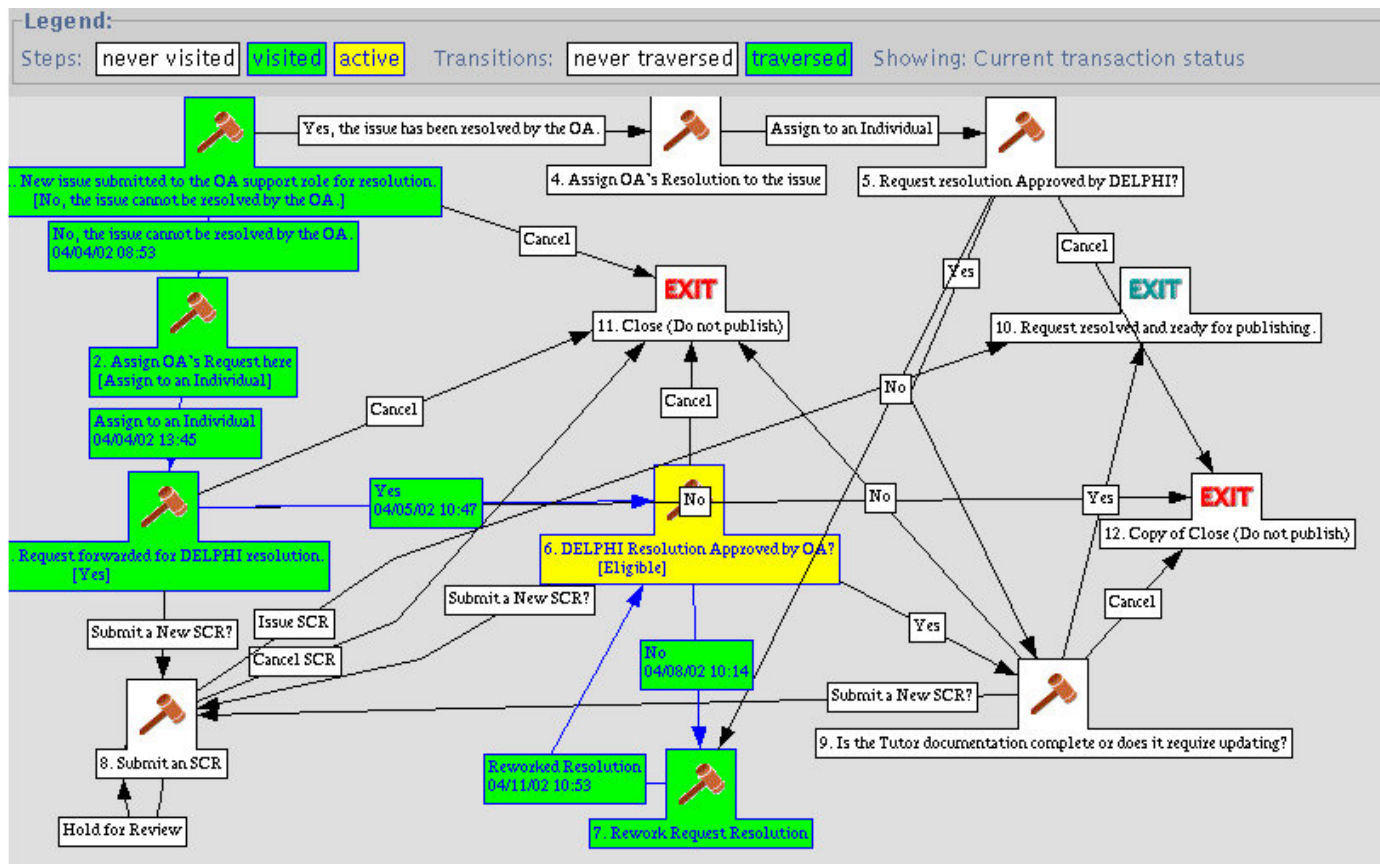 Legend:
Steps: never visited visited active Transitions: never traversed traversed Showing: Current transaction status
Yes, the issue has been resolved by the OA.
Assign to an Individual
. New issue submitted to the OA support role for resolution.
[No, the issue cannot be resolved by the OA.]
4. Assign OA's Resolution to the issue
5. Request resolution Approved by DELPHI?
No, the issue cannot be resolved by the OA.
04/04/02 08:53
Cancel
Cancel
Yes
EXIT
11. Close (Do not publish)
EXIT
10. Request resolved and ready for publishing.
2. Assign OA's Request here
[Assign to an Individual]
Assign to an Individual
04/04/02 13:45
Cancel
Cancel
No
Yes
04/05/02 10:47
No
No
Yes
EXIT
12. Copy of Close (Do not publish)
. Request forwarded for DELPHI resolution.
[Yes]
6. DELPHI Resolution Approved by OA?
[Eligible]
Submit a New SCR?
Issue SCR
Cancel SCR
Submit a New SCR?
Yes
Cancel
No
04/08/02 10:14
Submit a New SCR?
8. Submit an SCR
9. Is the Tutor documentation complete or does it require updating?
Reworked Resolution
04/11/02 10:53
Hold for Review
7. Rework Request Resolution